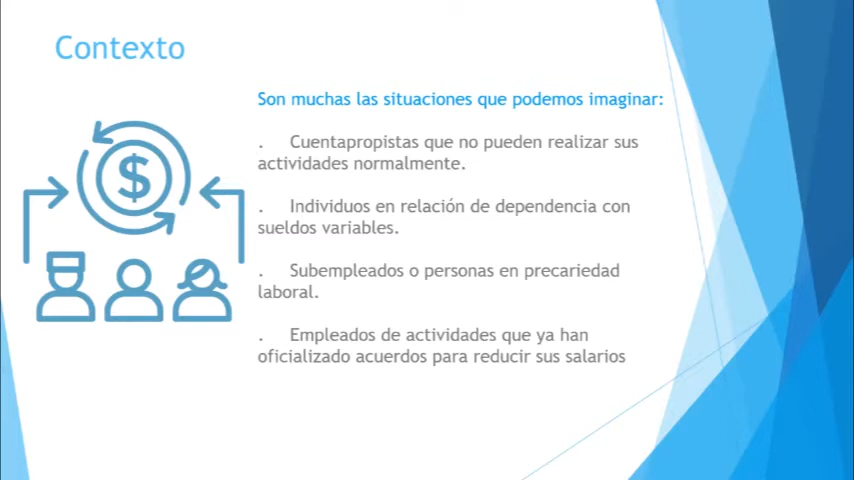 Contexto
Son muchas las situaciones que podemos imaginar:
. Cuentapropistas que no pueden realizar sus
actividades normalmente.
. Individuos en relación de dependencia con
sueldos variables.
. Subempleados o personas en precariedad
laboral.
. Empleados de actividades que ya han
oficializado acuerdos para reducir sus salarios
$